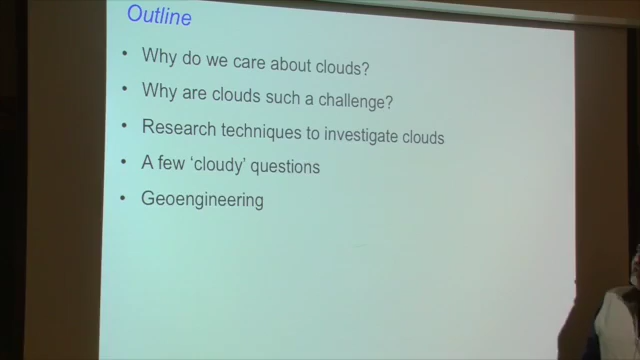 Outline
• Why do we care about clouds?
• Why are clouds such a challenge?
• Research techniques to investigate clouds
• A few ‘cloudy’ questions
• Geoengineering